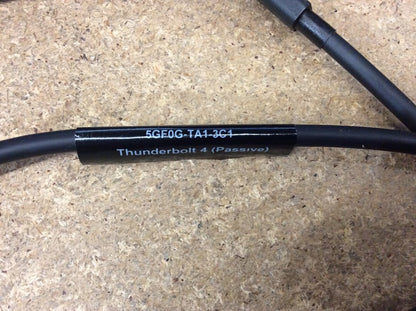 5GF0G-TA1-3C1
Thunderbolt 4 (Passive)